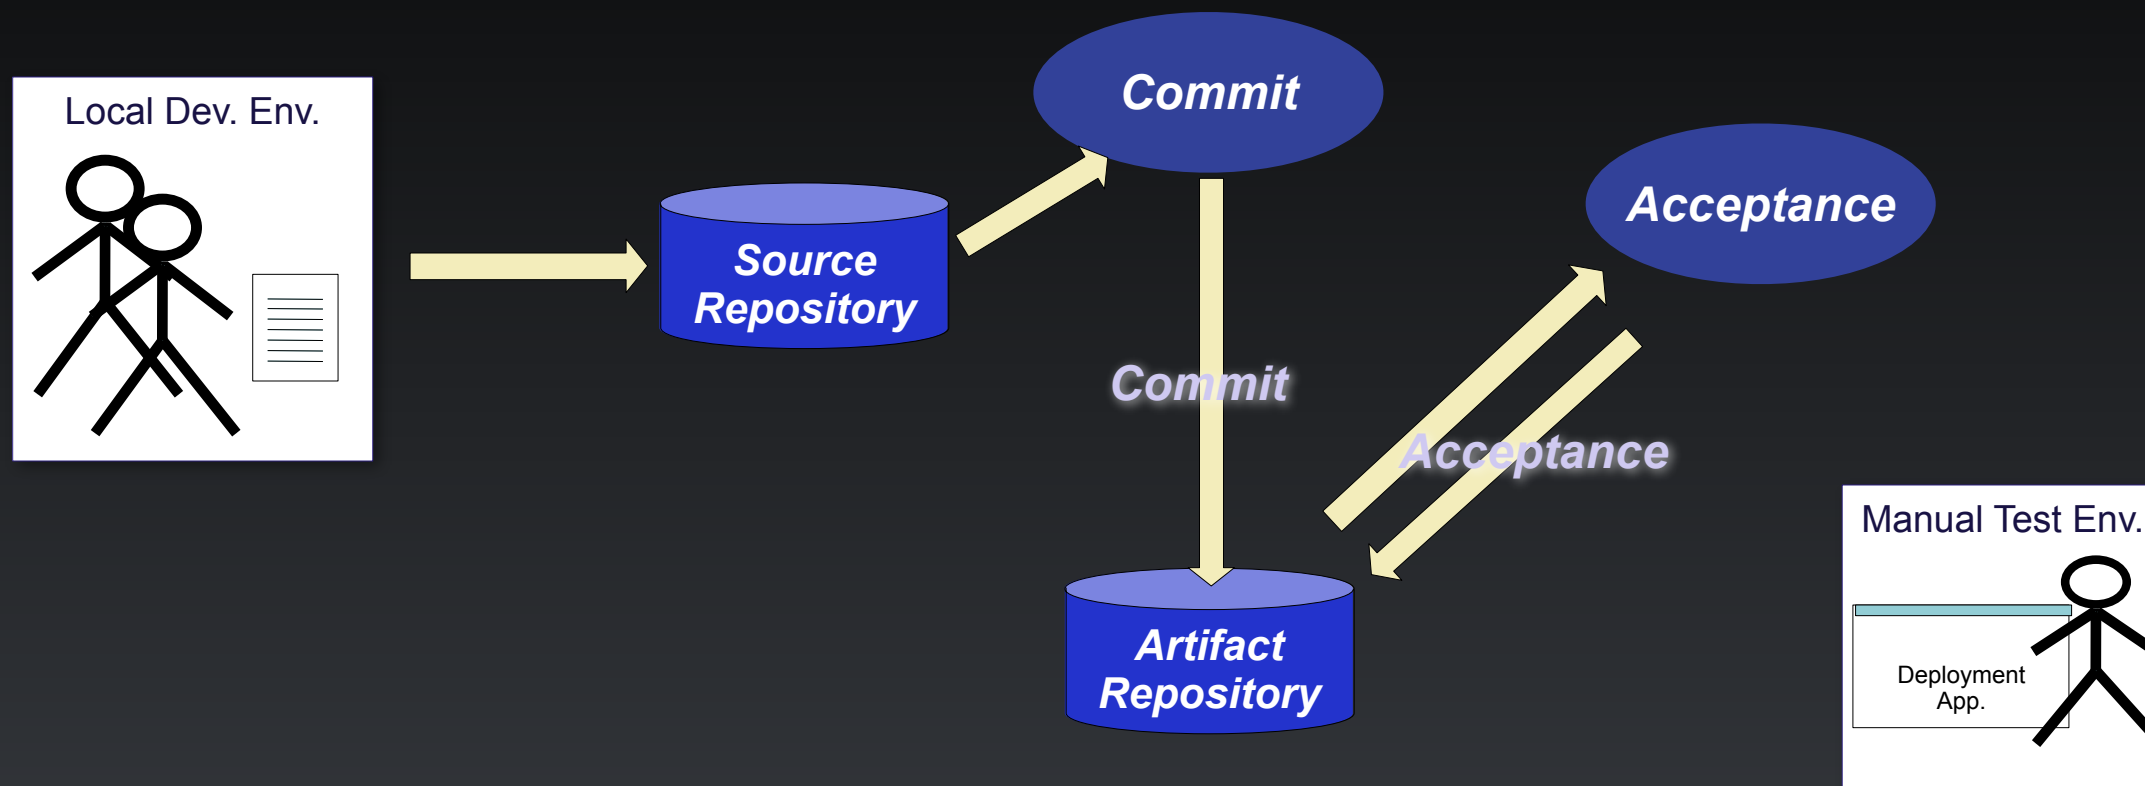 Local Dev. Env.
Source
Repository
Commit
Acceptance
Commit
Acceptance
Artifact
Repository
Manual Test Env.
Deployment
App.